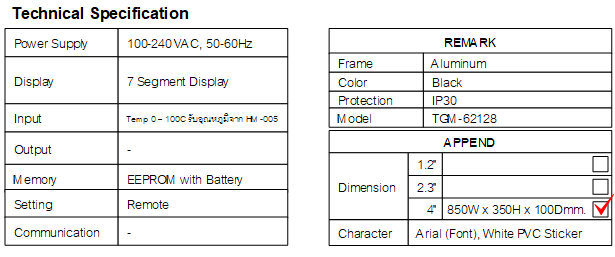 Technical Specification
Power Supply 100-240VAC, 50-60Hz
Display 7 Segment Display
Input Temp 0 – 100C รับอุณหภูมิจาก HM-005
Output -
Memory EEPROM with Battery
Setting Remote
Communication -
REMARK
Frame Aluminum
Color Black
Protection IP30
Model TGM-62128
APPEND
Dimension
1.2"
2.3"
4" 850W x 350H x 100Dmm.
Character Arial (Font), White PVC Sticker